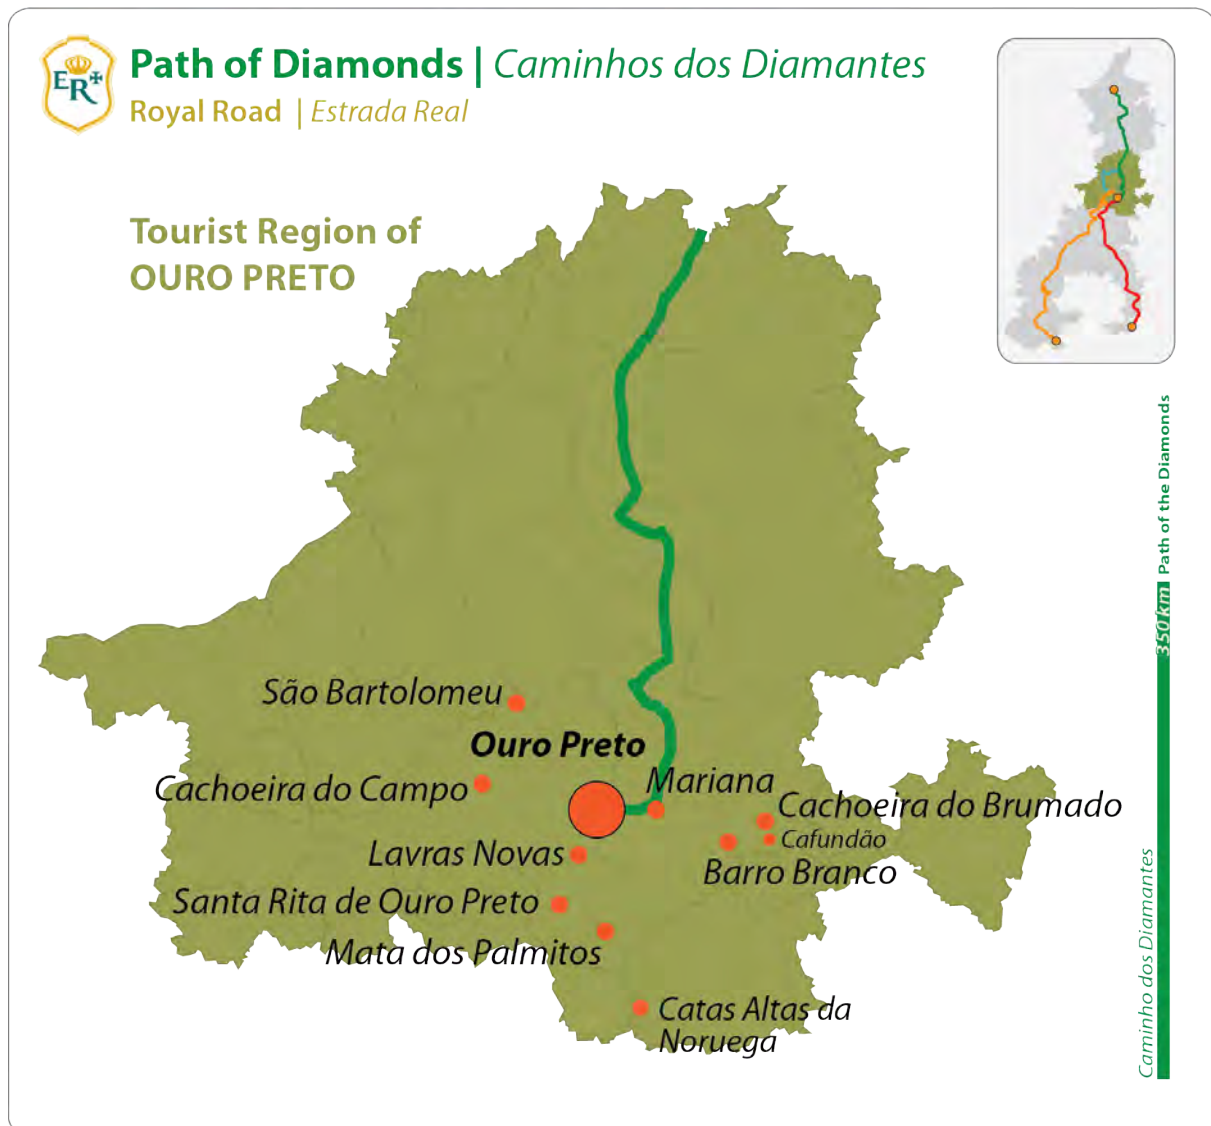 ER
Path of Diamonds | Caminhos dos Diamantes
Royal Road | Estrada Real
Tourist Region of
OURO PRETO
São Bartolomeu
Ouro Preto
Cachoeira do Campo
Mariana
Cachoeira do Brumado
Cafundão
Lavras Novas
Barro Branco
Santa Rita de Ouro Preto
Mata dos Palmitos
Catas Altas da
Noruega
350 km Path of the Diamonds
Caminho dos Diamantes